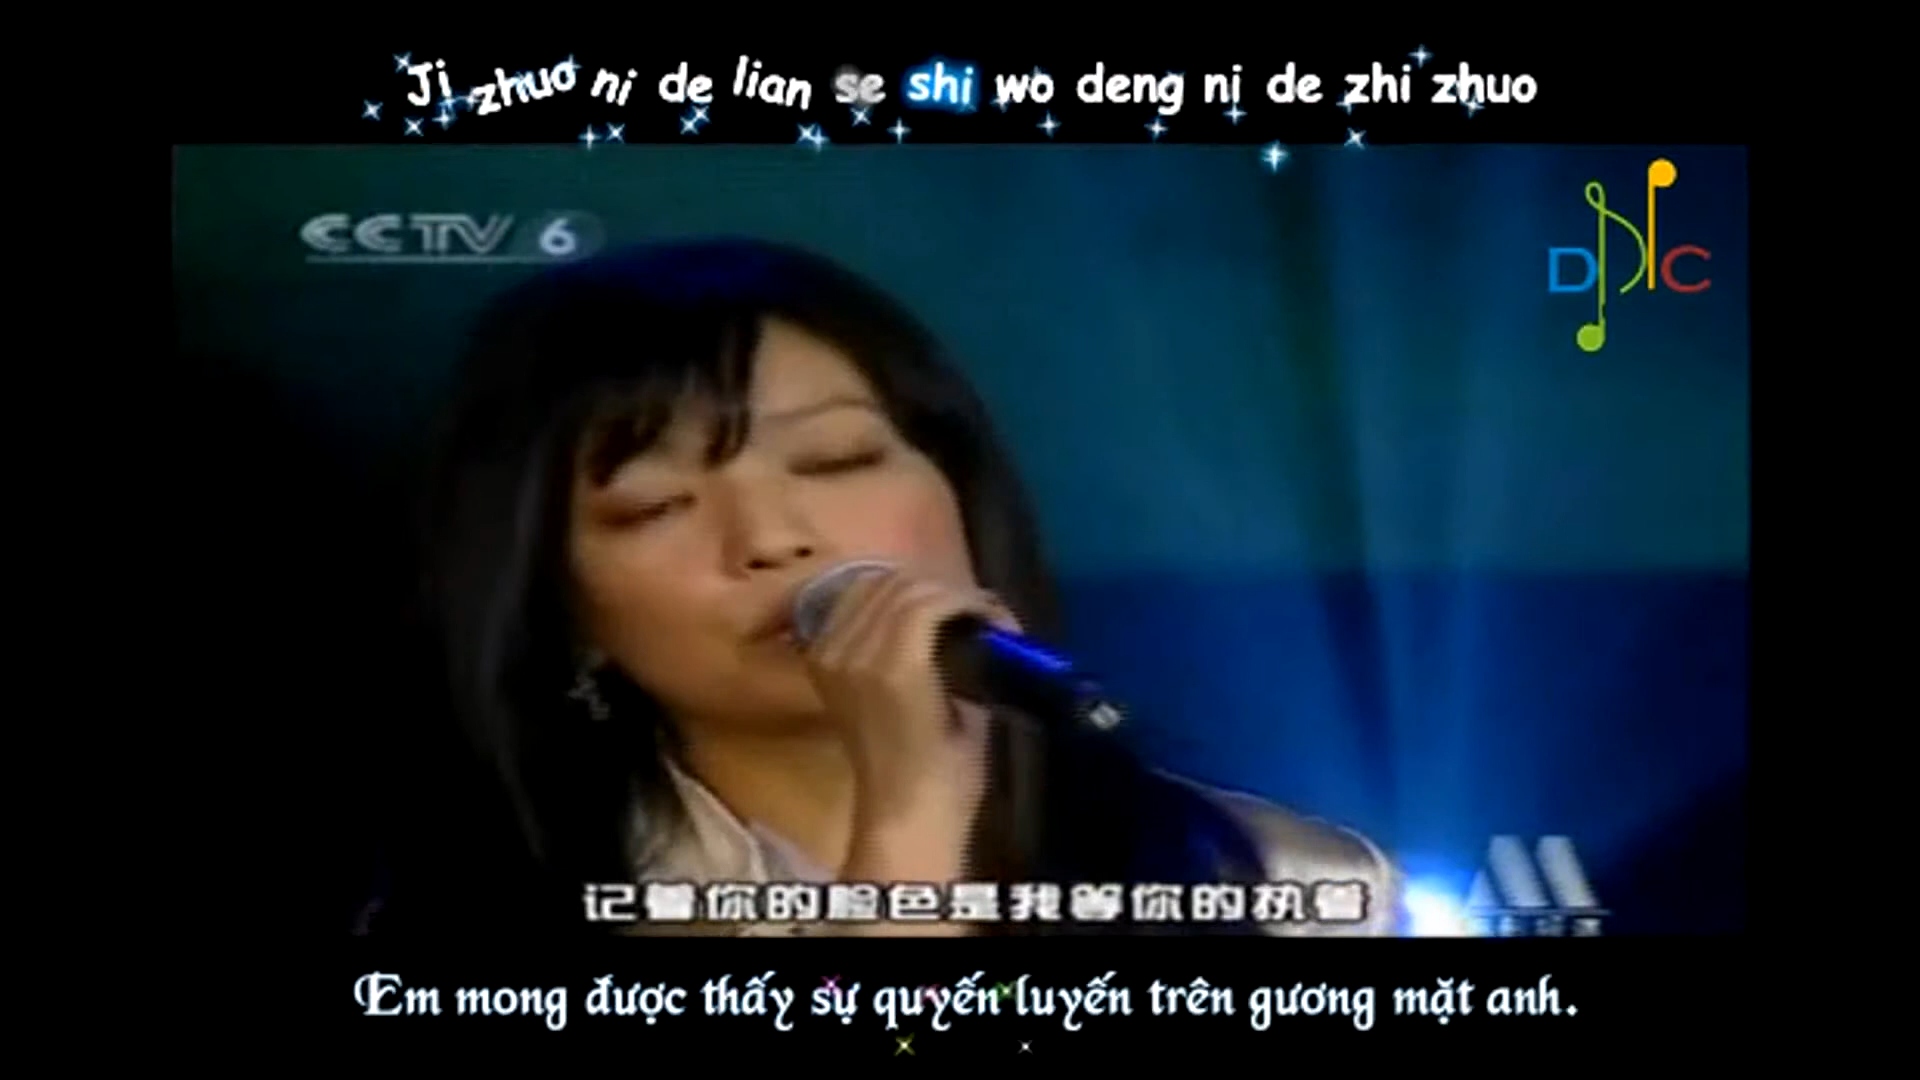 Ji zhuo ni de lian se shi wo deng ni de zhi zhuo
CCTV 6
DC
记着你的脸色是我等你的执着
Em mong được thấy sự quyến luyến trên gương mặt anh.